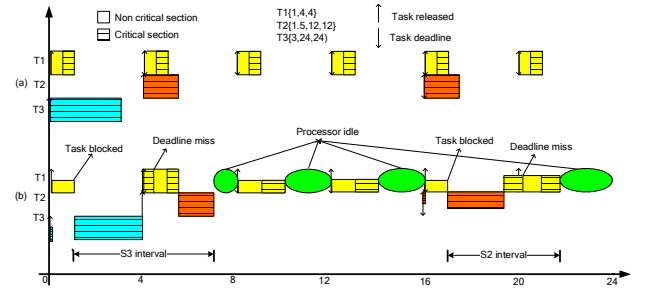 Non critical section
Critical section
T1{1,4,4}
T2{1.5,12,12}
T3{3,24,24)
Task released
Task deadline
T1
(a)
T2
T3
Task blocked
Deadline miss
Processor idle
Task blocked
Deadline miss
T1
(b)
T2
T3
S3 interval
S2 interval
0
4
8
12
16
20
24